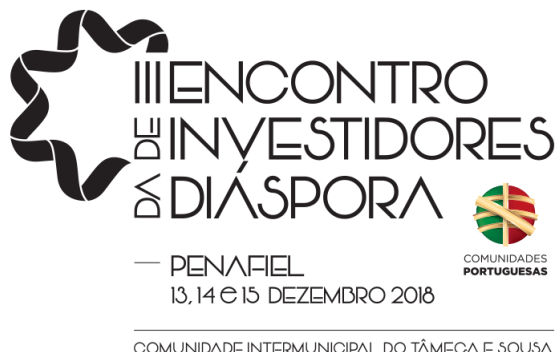 III ENCONTRO
DE INVESTIDORES
DA DIÁSPORA
COMUNIDADES
PORTUGUESAS
— PENAFIEL
13, 14 e 15 DEZEMBRO 2018
COMUNIDADE INTERMUNICIPAL DO TÂMEGA E SOUSA